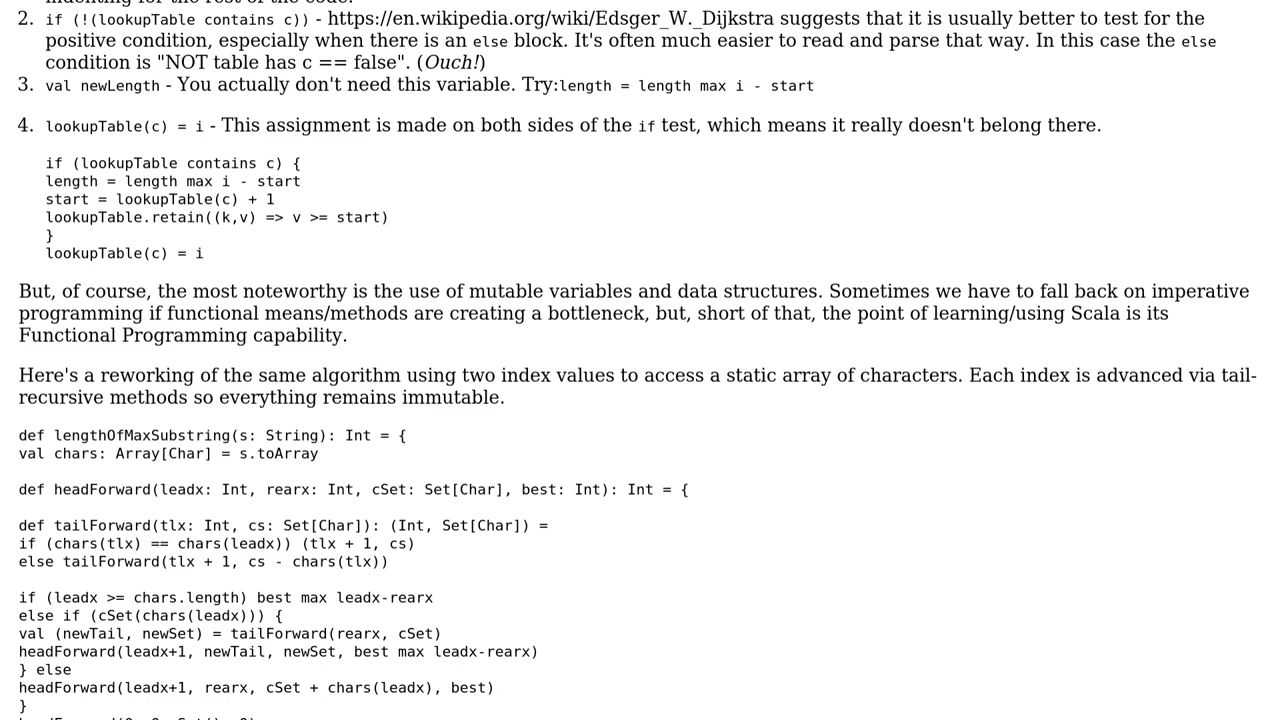 2. if (!(lookupTable contains c)) - https://en.wikipedia.org/wiki/Edsger_W._Dijkstra suggests that it is usually better to test for the
positive condition, especially when there is an else block. It's often much easier to read and parse that way. In this case the else
condition is "NOT table has c == false". (Ouch!)
3. val newLength - You actually don't need this variable. Try:length = length max i - start
4. lookupTable(c) = i - This assignment is made on both sides of the if test, which means it really doesn't belong there.
if (lookupTable contains c) {
length = length max i - start
start = lookupTable(c) + 1
lookupTable.retain((k,v) => v >= start)
}
lookupTable(c) = i
But, of course, the most noteworthy is the use of mutable variables and data structures. Sometimes we have to fall back on imperative
programming if functional means/methods are creating a bottleneck, but, short of that, the point of learning/using Scala is its
Functional Programming capability.
Here's a reworking of the same algorithm using two index values to access a static array of characters. Each index is advanced via tail-
recursive methods so everything remains immutable.
def lengthOfMaxSubstring(s: String): Int = {
val chars: Array[Char] = s.toArray
def headForward(leadx: Int, rearx: Int, cSet: Set[Char], best: Int): Int = {
def tailForward(tlx: Int, cs: Set[Char]): (Int, Set[Char]) =
if (chars(tlx) == chars(leadx)) (tlx + 1, cs)
else tailForward(tlx + 1, cs - chars(tlx))
if (leadx >= chars.length) best max leadx-rearx
else if (cSet(chars(leadx))) {
val (newTail, newSet) = tailForward(rearx, cSet)
headForward(leadx+1, newTail, newSet, best max leadx-rearx)
} else
headForward(leadx+1, rearx, cSet + chars(leadx), best)
}